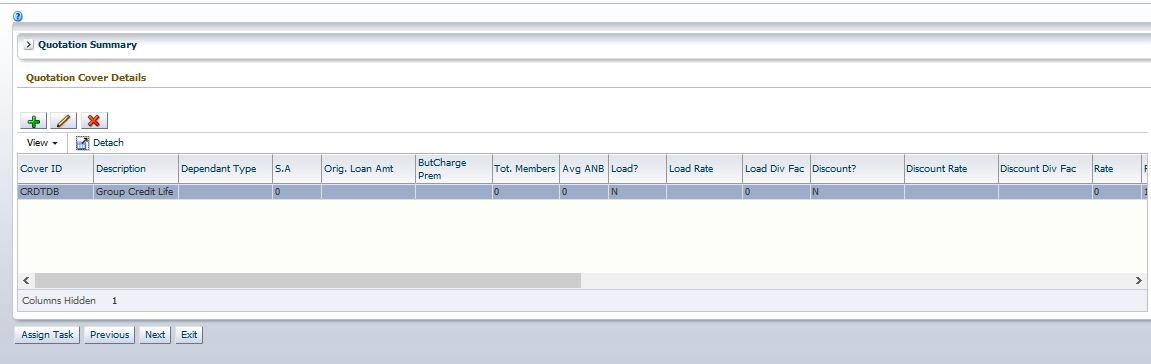 ?
Quotation Summary
Quotation Cover Details
View Detach
Cover ID Description Dependant Type S.A Orig. Loan Amt ButCharge Prem Tot. Members Avg ANB Load? Load Rate Load Div Fac Discount? Discount Rate Discount Div Fac Rate
CRDTDB Group Credit Life 0 0 0 N 0 N 0 1
Columns Hidden 1
Assign Task Previous Next Exit